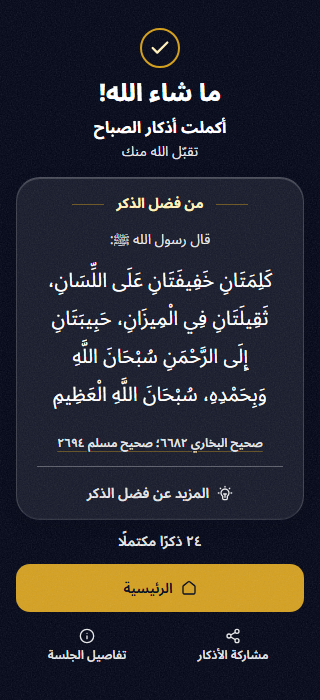 ما شاء الله!
أكملت أذكار الصباح
تقبّل الله منك
من فضل الذكر
قال رسول الله ﷺ:
كَلِمَتَانِ خَفِيفَتَانِ عَلَى اللِّسَانِ،
ثَقِيلَتَانِ فِي الْمِيزَانِ، حَبِيبَتَانِ
إِلَى الرَّحْمَنِ سُبْحَانَ اللَّهِ
وَبِحَمْدِهِ، سُبْحَانَ اللَّهِ الْعَظِيمِ
صحيح البخاري ٦٦٨٢؛ صحيح مسلم ٢٦٩٤
المزيد عن فضل الذكر
٢٤ ذكرًا مكتملًا
الرئيسية
مشاركة الأذكار
تفاصيل الجلسة